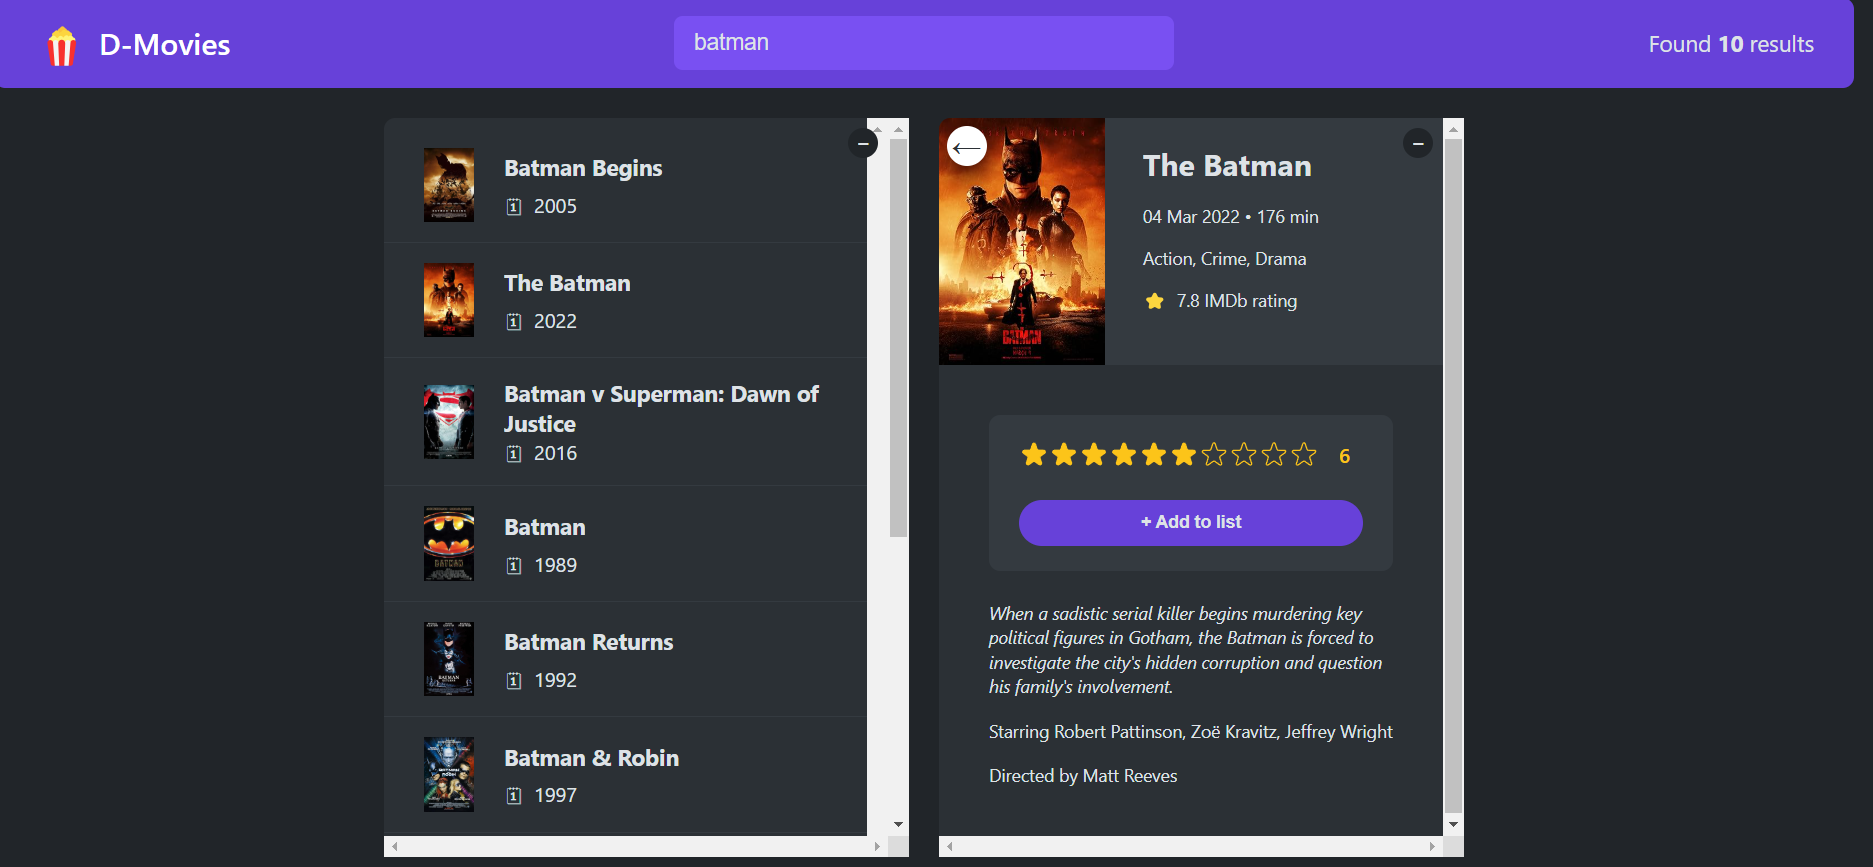 D-Movies
batman
Found 10 results
Batman Begins
2005
The Batman
2022
Batman v Superman: Dawn of
Justice
2016
Batman
1989
Batman Returns
1992
Batman & Robin
1997
The Batman
04 Mar 2022 • 176 min
Action, Crime, Drama
7.8 IMDb rating
6
+ Add to list
When a sadistic serial killer begins murdering key
political figures in Gotham, the Batman is forced to
investigate the city's hidden corruption and question
his family's involvement.
Starring Robert Pattinson, Zoë Kravitz, Jeffrey Wright
Directed by Matt Reeves